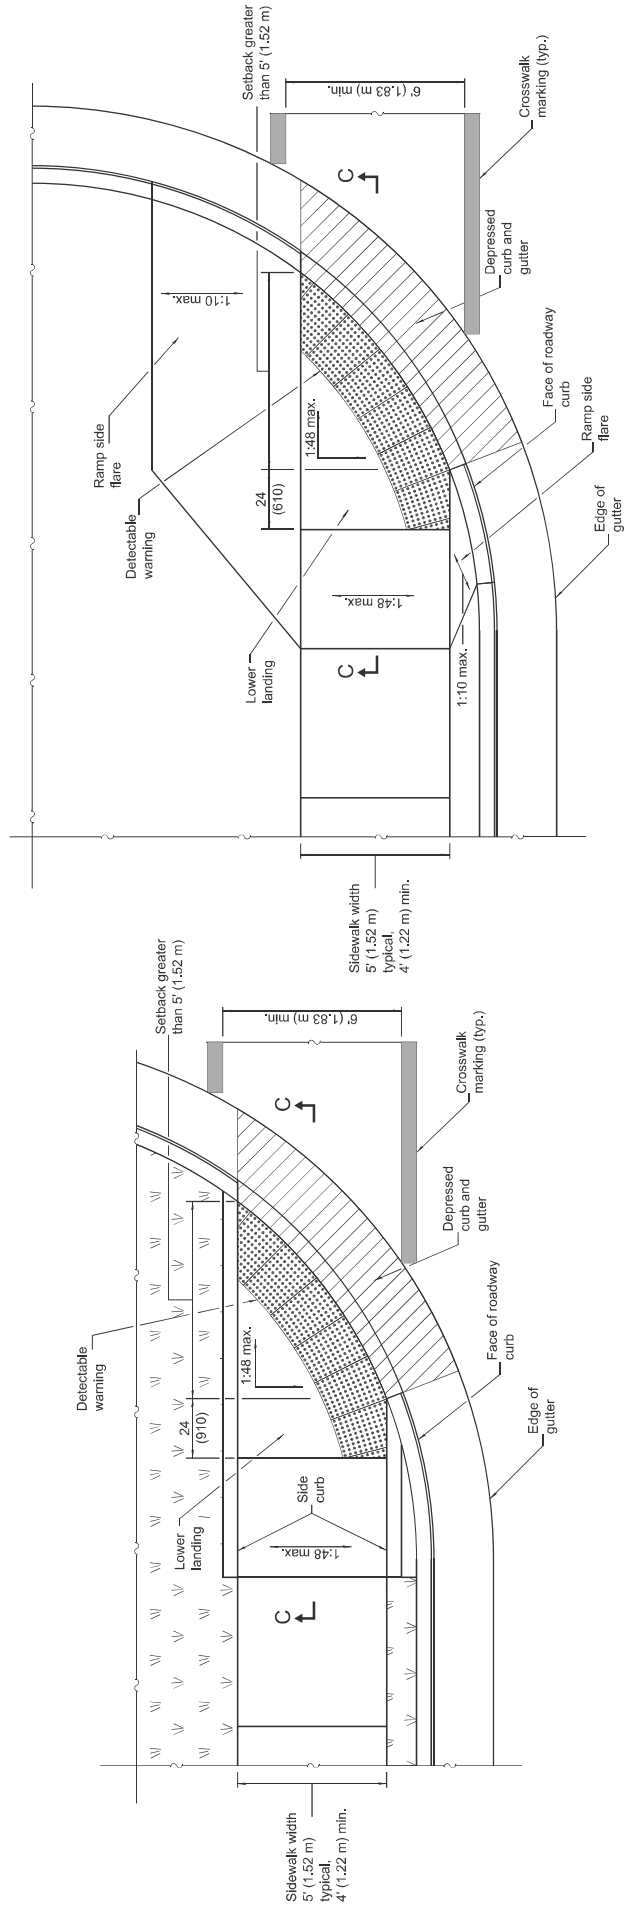 Setback greater
than 5' (1.52 m)
6' (1.83 m) min.
Crosswalk
marking (typ.)
C
Depressed
curb and
gutter
1:10 max.
Ramp side
flare
Detectable
warning
1:48 max.
24
(610)
Face of roadway
curb
Ramp side
flare
Edge of
gutter
Lower
landing
1:48 max.
C
1:10 max.
Sidewalk width
5' (1.52 m)
typical,
4' (1.22 m) min.
Setback greater
than 5' (1.52 m)
6' (1.83 m) min.
Crosswalk
marking (typ.)
C
Depressed
curb and
gutter
Detectable
warning
1:48 max.
24
(910)
Face of roadway
curb
Edge of
gutter
Lower
landing
Side
curb
1:48 max.
C
Sidewalk width
5' (1.52 m)
typical,
4' (1.22 m) min.